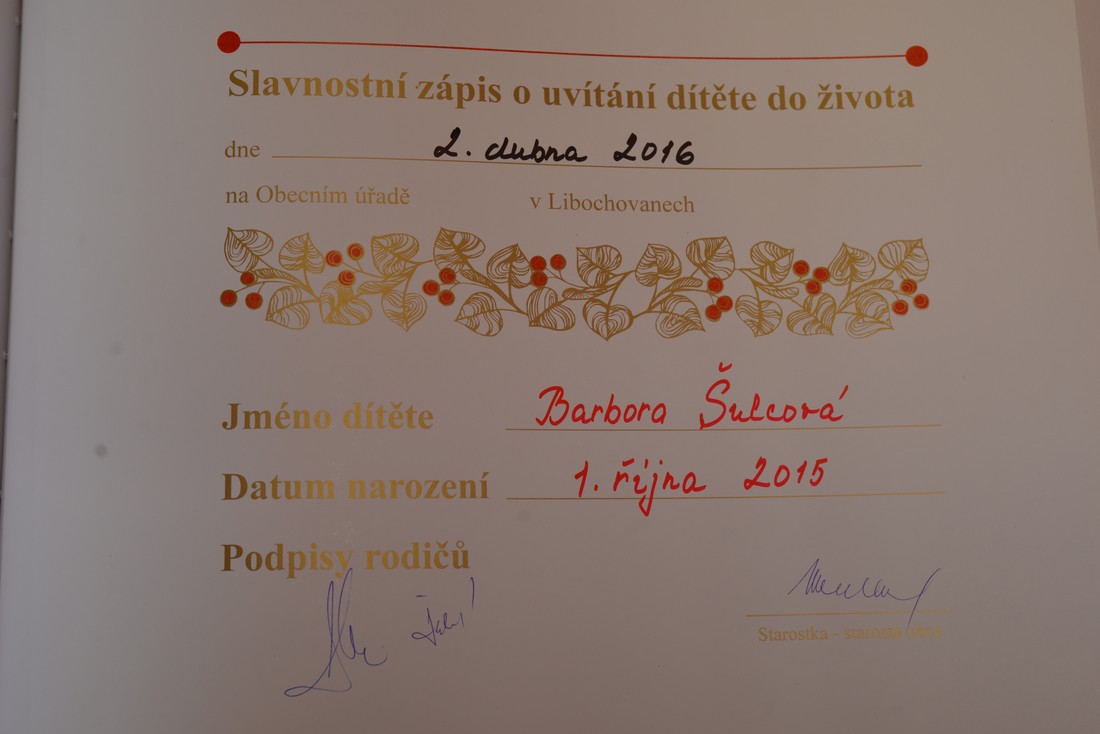 Slavnostní zápis o uvítání dítěte do života
dne 2. dubna 2016
na Obecním úřadě v Libochovanech
Jméno dítěte Barbora Šulcová
Datum narození 1. října 2015
Podpisy rodičů
Starostka - starosta obce